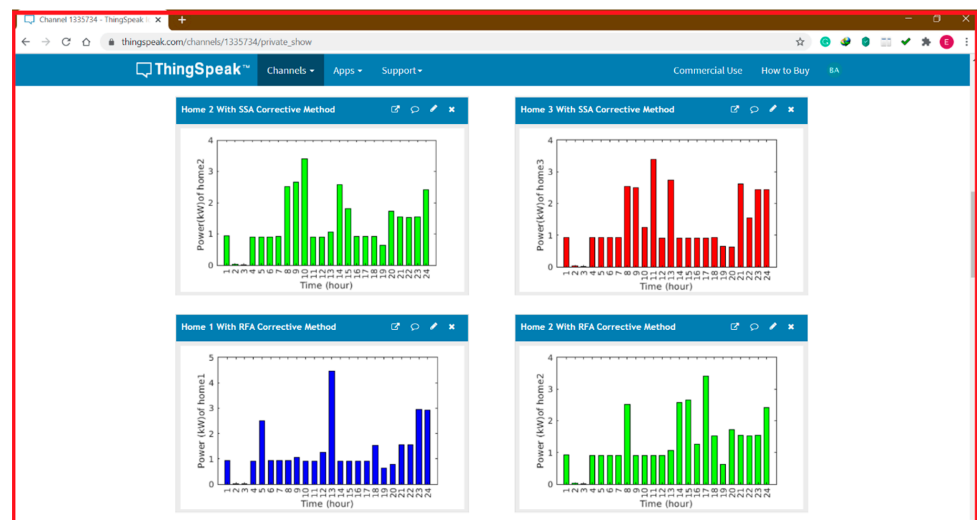 Channel 1335734 - ThingSpeak
thingspeak.com/channels/1335734/private_show
E
ThingSpeak™ Channels Apps Support Commercial Use How to Buy BA
Home 2 With SSA Corrective Method
4
3
2
1
0
Power(kW)of home2
1 2 3 4 5 6 7 8 9 10 11 12 13 14 15 16 17 18 19 20 21 22 23 24
Time (hour)
Home 3 With SSA Corrective Method
4
3
2
1
0
Power(kW)of home3
1 2 3 4 5 6 7 8 9 10 11 12 13 14 15 16 17 18 19 20 21 22 23 24
Time (hour)
Home 1 With RFA Corrective Method
5
4
3
2
1
0
Power (kW)of home1
1 2 3 4 5 6 7 8 9 10 11 12 13 14 15 16 17 18 19 20 21 22 23 24
Time (hour)
Home 2 With RFA Corrective Method
4
3
2
1
0
Power(kW)of home2
1 2 3 4 5 6 7 8 9 10 11 12 13 14 15 16 17 18 19 20 21 22 23 24
Time (hour)